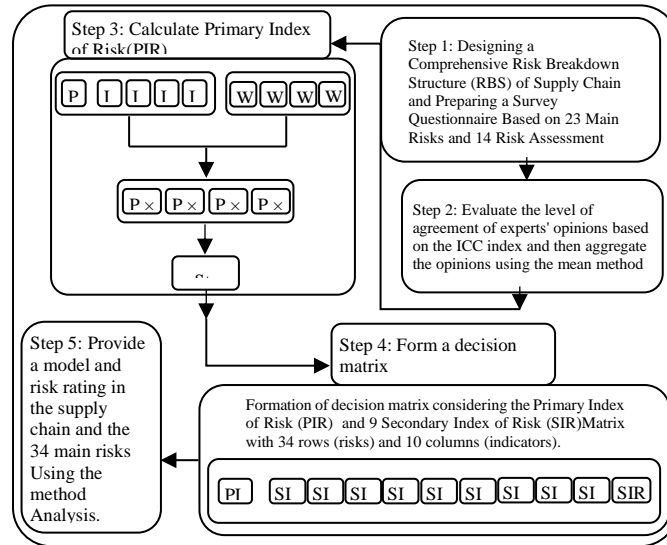 Step 3: Calculate Primary Index
of Risk(PIR)
P I I I I W W W W
P × P × P × P ×
Step 1: Designing a
Comprehensive Risk Breakdown
Structure (RBS) of Supply Chain
and Preparing a Survey
Questionnaire Based on 23 Main
Risks and 14 Risk Assessment
Step 2: Evaluate the level of
agreement of experts' opinions based
on the ICC index and then aggregate
the opinions using the mean method
Step 4: Form a decision
matrix
Formation of decision matrix considering the Primary Index
of Risk (PIR) and 9 Secondary Index of Risk (SIR)Matrix
with 34 rows (risks) and 10 columns (indicators).
PI SI SI SI SI SI SI SI SI SIR
Step 5: Provide
a model and
risk rating in
the supply
chain and the
34 main risks
Using the
method
Analysis.